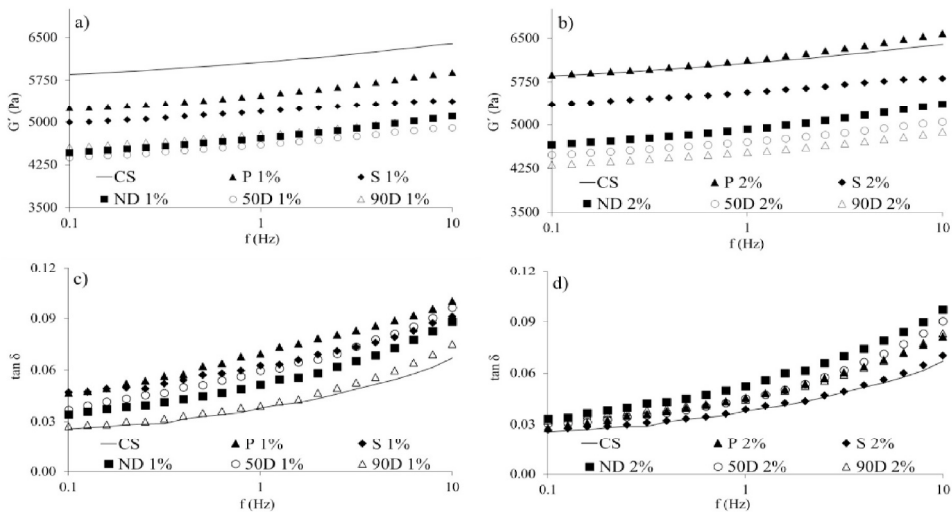 a)
6500
5750
5000
4250
3500
G´ (Pa)
CS P 1% S 1%
ND 1% 50D 1% 90D 1%
0.1 1 10
f (Hz)
b)
6500
5750
5000
4250
3500
G´ (Pa)
CS P 2% S 2%
ND 2% 50D 2% 90D 2%
0.1 1 10
f (Hz)
c)
0.12
0.09
0.06
0.03
0.00
tan δ
CS P 1% S 1%
ND 1% 50D 1% 90D 1%
0.1 1 10
f (Hz)
d)
0.12
0.09
0.06
0.03
0.00
tan δ
CS P 2% S 2%
ND 2% 50D 2% 90D 2%
0.1 1 10
f (Hz)